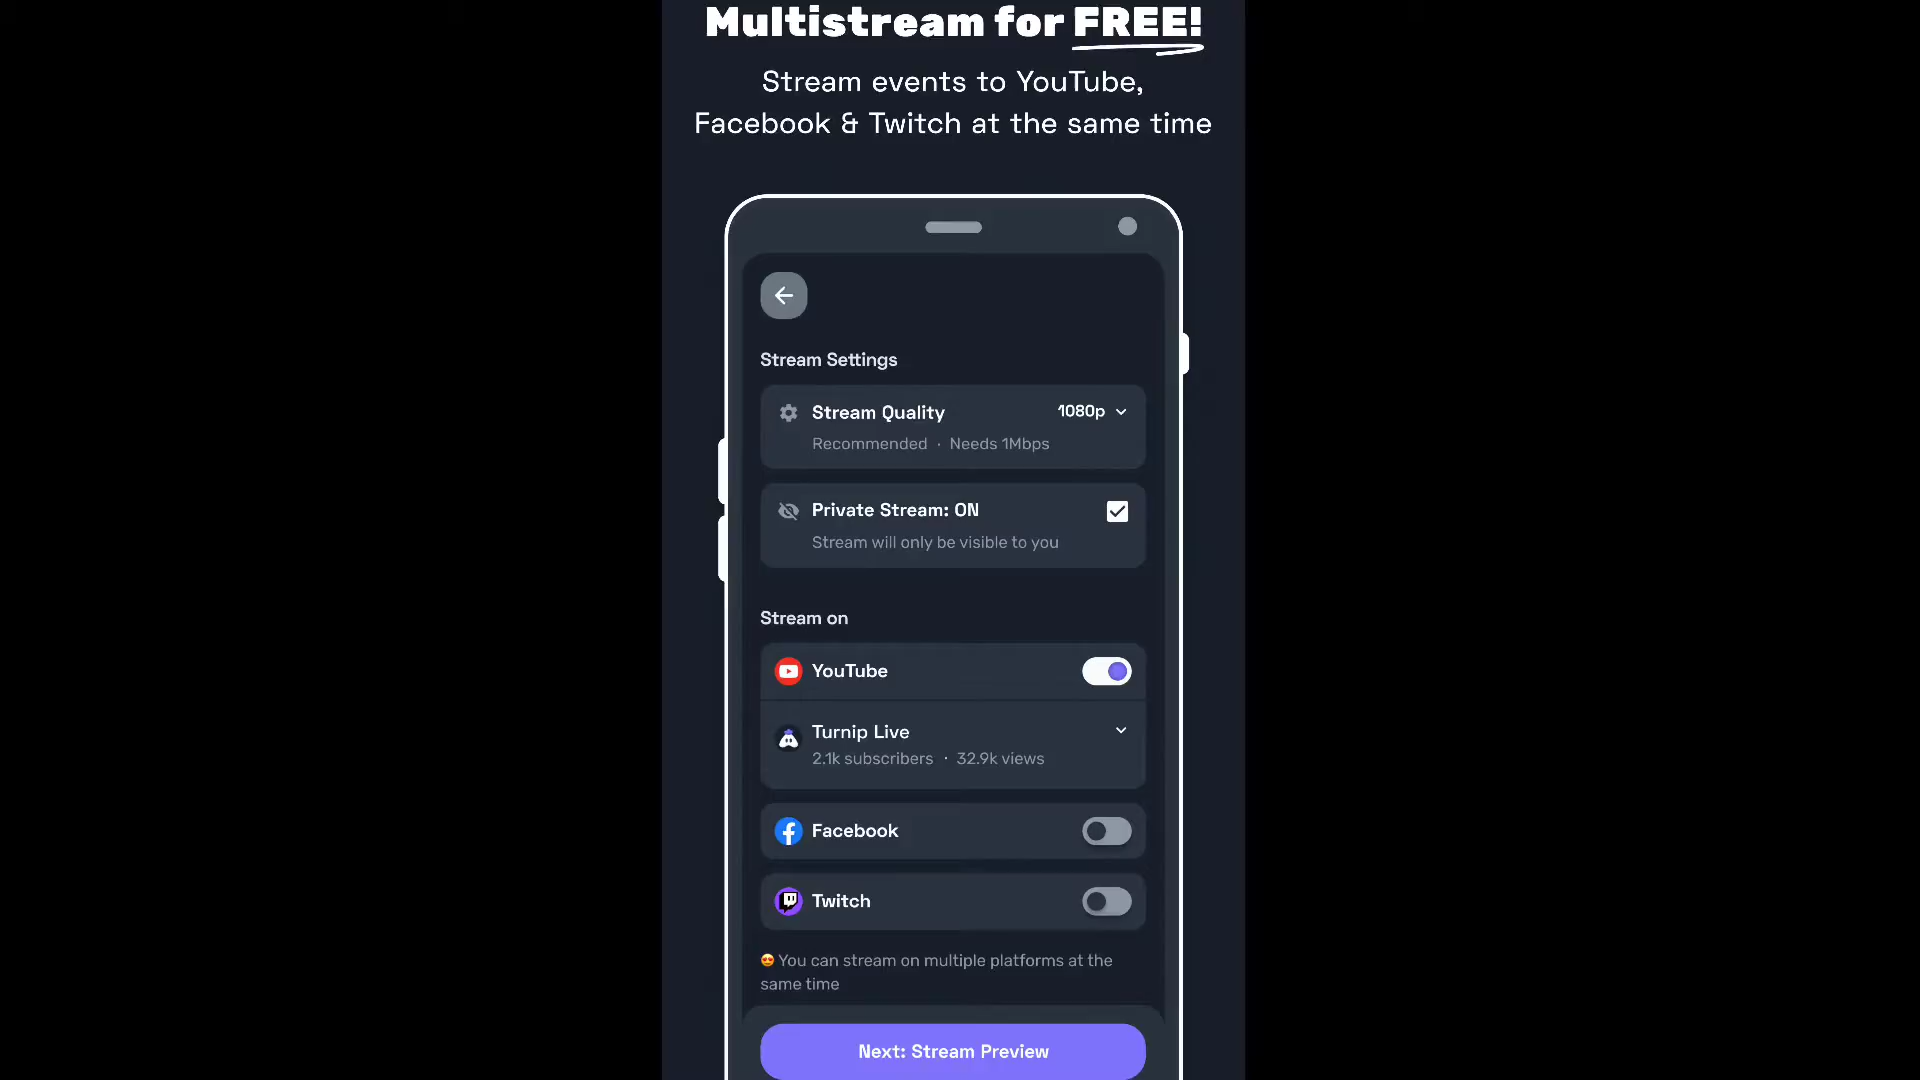 Multistream for FREE!
Stream events to YouTube,
Facebook & Twitch at the same time
Stream Settings
Stream Quality
1080p
Recommended · Needs 1Mbps
Private Stream: ON
Stream will only be visible to you
Stream on
YouTube
Turnip Live
2.1k subscribers · 32.9k views
Facebook
Twitch
😍 You can stream on multiple platforms at the
same time
Next: Stream Preview